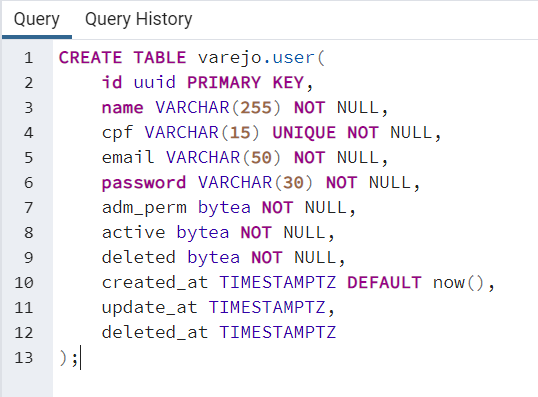 Query Query History
1 CREATE TABLE varejo.user(
2 id uuid PRIMARY KEY,
3 name VARCHAR(255) NOT NULL,
4 cpf VARCHAR(15) UNIQUE NOT NULL,
5 email VARCHAR(50) NOT NULL,
6 password VARCHAR(30) NOT NULL,
7 adm_perm bytea NOT NULL,
8 active bytea NOT NULL,
9 deleted bytea NOT NULL,
10 created_at TIMESTAMPTZ DEFAULT now(),
11 update_at TIMESTAMPTZ,
12 deleted_at TIMESTAMPTZ
13 );